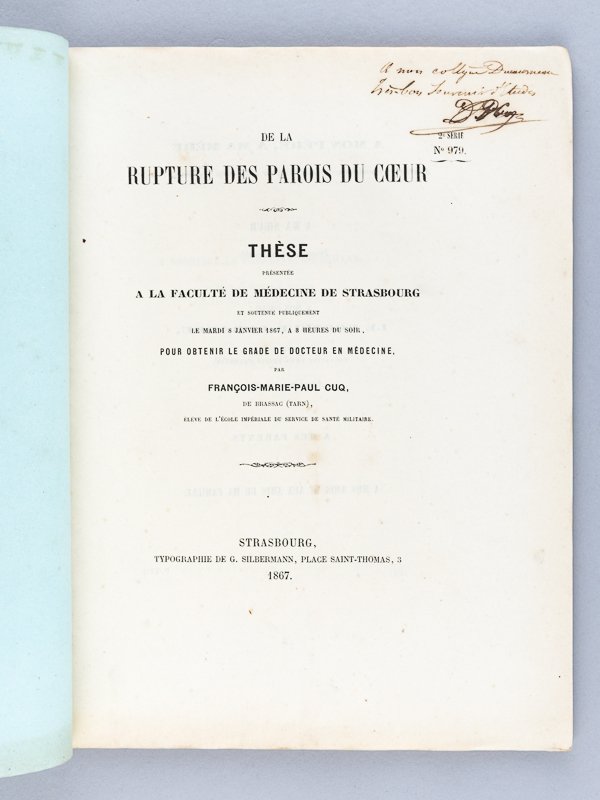 A mon collègue
très bon Souvenir d'études
2e SÉRIE
No 979.
DE LA
RUPTURE DES PAROIS DU CŒUR
THÈSE
PRÉSENTÉE
A LA FACULTÉ DE MÉDECINE DE STRASBOURG
ET SOUTENUE PUBLIQUEMENT
LE MARDI 8 JANVIER 1867, A 3 HEURES DU SOIR,
POUR OBTENIR LE GRADE DE DOCTEUR EN MÉDECINE,
PAR
FRANÇOIS-MARIE-PAUL CUQ,
DE BRASSAC (TARN),
ÉLÈVE DE L'ÉCOLE IMPÉRIALE DU SERVICE DE SANTÉ MILITAIRE.
STRASBOURG,
TYPOGRAPHIE DE G. SILBERMANN, PLACE SAINT-THOMAS, 3
1867.